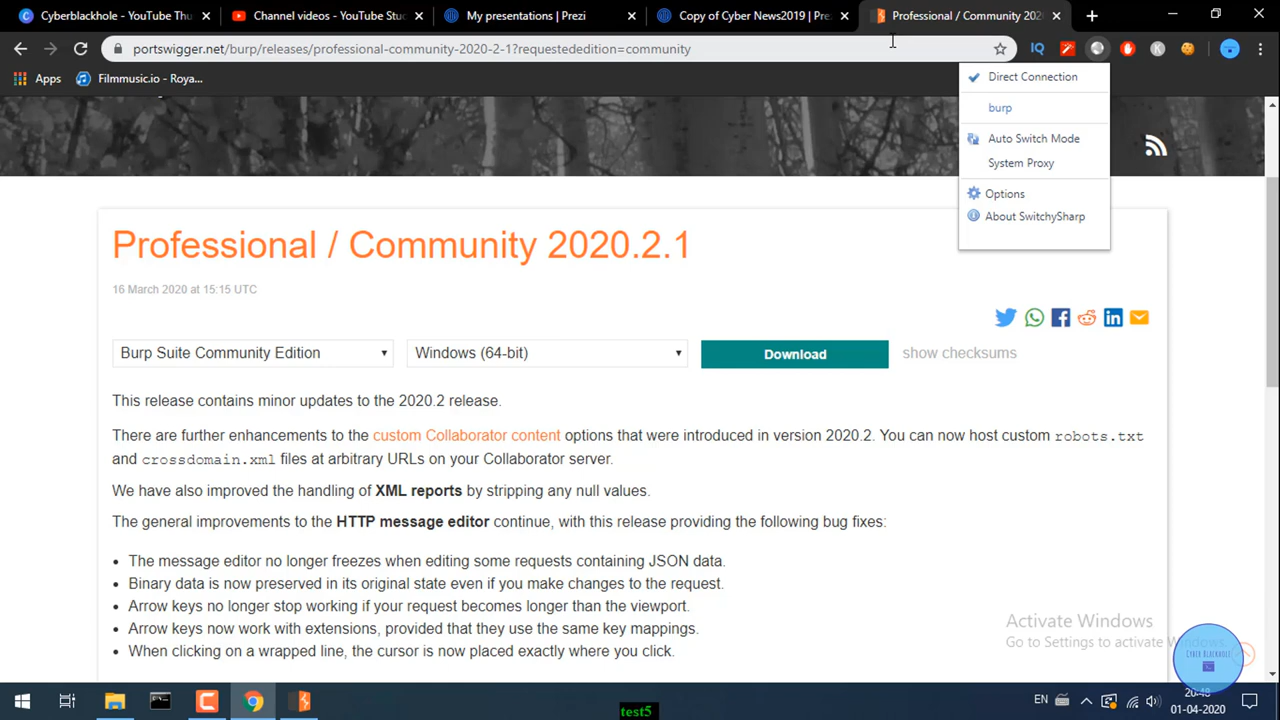 Cyberblackhole - YouTube Thu
Channel videos - YouTube Stud
My presentations | Prezi
Copy of Cyber News2019 | Prez
Professional / Community 202
portswigger.net/burp/releases/professional-community-2020-2-1?requestededition=community
IQ
K
Apps
Filmmusic.io - Roya...
Direct Connection
burp
Auto Switch Mode
System Proxy
Options
About SwitchySharp
Professional / Community 2020.2.1
16 March 2020 at 15:15 UTC
Burp Suite Community Edition
Windows (64-bit)
Download
show checksums
This release contains minor updates to the 2020.2 release.
There are further enhancements to the custom Collaborator content options that were introduced in version 2020.2. You can now host custom robots.txt
and crossdomain.xml files at arbitrary URLs on your Collaborator server.
We have also improved the handling of XML reports by stripping any null values.
The general improvements to the HTTP message editor continue, with this release providing the following bug fixes:
• The message editor no longer freezes when editing some requests containing JSON data.
• Binary data is now preserved in its original state even if you make changes to the request.
• Arrow keys no longer stop working if your request becomes longer than the viewport.
• Arrow keys now work with extensions, provided that they use the same key mappings.
• When clicking on a wrapped line, the cursor is now placed exactly where you click.
Activate Windows
Go to Settings to activate Windows.
CYBER BLACKHOLE
EN
20:48
01-04-2020
test5